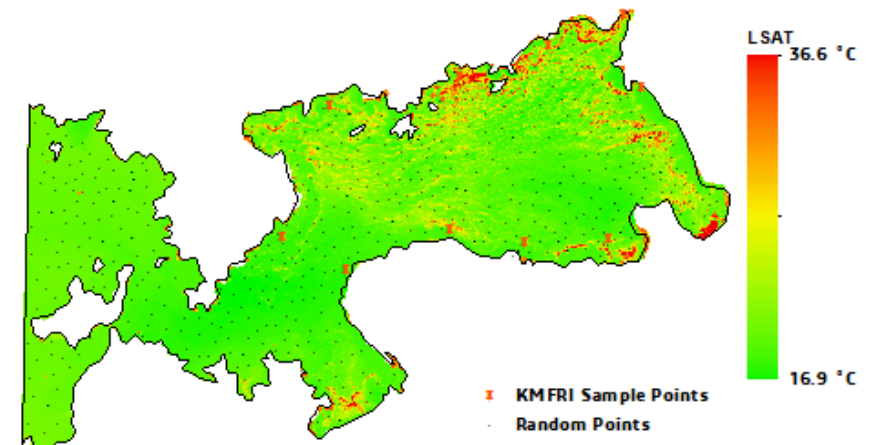 LSAT
36.6 °C
16.9 °C
KMFRI Sample Points
Random Points